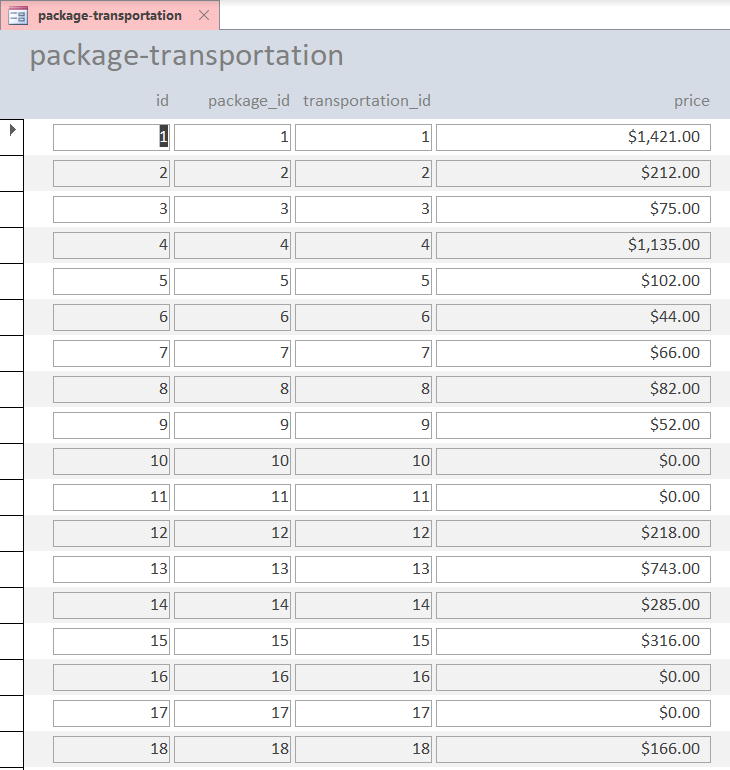 package-transportation
package-transportation
id package_id transportation_id price
1 1 1 $1,421.00
2 2 2 $212.00
3 3 3 $75.00
4 4 4 $1,135.00
5 5 5 $102.00
6 6 6 $44.00
7 7 7 $66.00
8 8 8 $82.00
9 9 9 $52.00
10 10 10 $0.00
11 11 11 $0.00
12 12 12 $218.00
13 13 13 $743.00
14 14 14 $285.00
15 15 15 $316.00
16 16 16 $0.00
17 17 17 $0.00
18 18 18 $166.00